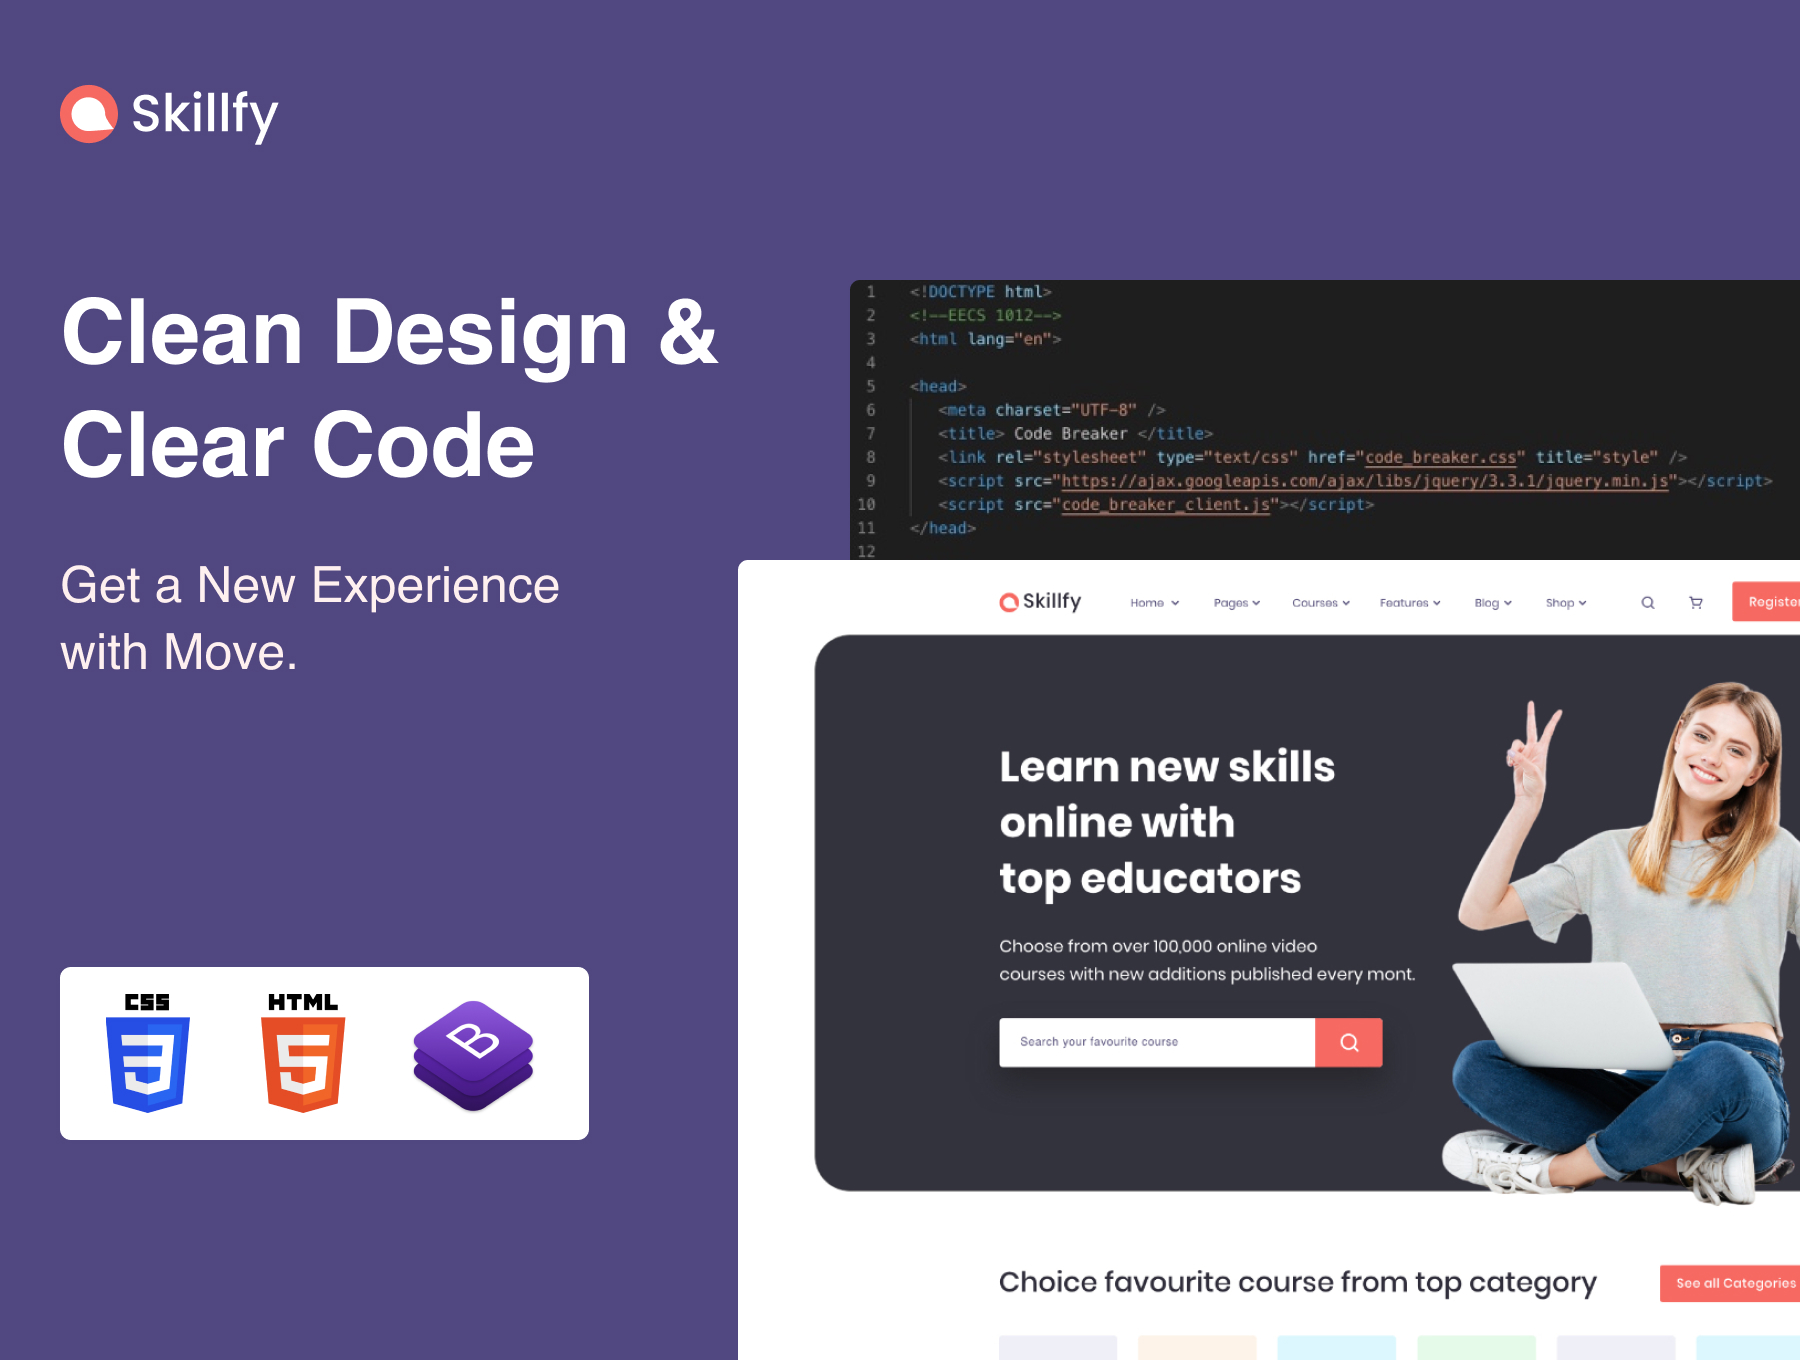 Skillfy
Clean Design &
Clear Code
Get a New Experience
with Move.
CSS
HTML
1 <!DOCTYPE html>
2 <!--EECS 1012-->
3 <html lang="en">
4
5 <head>
6 <meta charset="UTF-8" />
7 <title> Code Breaker </title>
8 <link rel="stylesheet" type="text/css" href="code_breaker.css" title="style" />
9 <script src="https://ajax.googleapis.com/ajax/libs/jquery/3.3.1/jquery.min.js"></script>
10 <script src="code_breaker_client.js"></script>
11 </head>
12
Skillfy Home Pages Courses Features Blog Shop Register
Learn new skills
online with
top educators
Choose from over 100,000 online video
courses with new additions published every mont.
Search your favourite course
Choice favourite course from top category
See all Categories